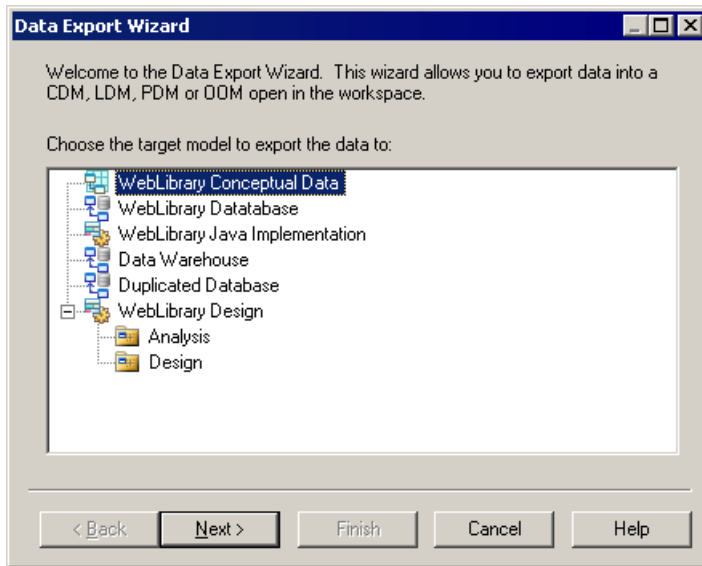 Data Export Wizard
Welcome to the Data Export Wizard. This wizard allows you to export data into a
CDM, LDM, PDM or OOM open in the workspace.
Choose the target model to export the data to:
WebLibrary Conceptual Data
WebLibrary Datatabase
WebLibrary Java Implementation
Data Warehouse
Duplicated Database
WebLibrary Design
Analysis
Design
< Back Next > Finish Cancel Help